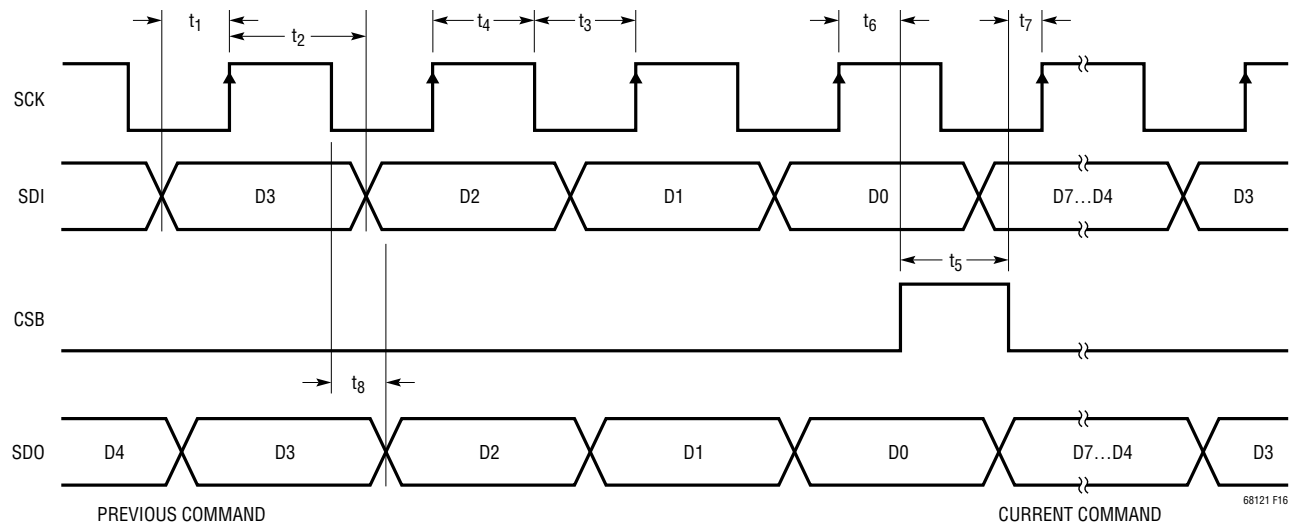 t1 t2 t4 t3 t6 t7
SCK
SDI D3 D2 D1 D0 D7...D4 D3
t5
CSB
t8
SDO D4 D3 D2 D1 D0 D7...D4 D3
68121 F16
PREVIOUS COMMAND CURRENT COMMAND